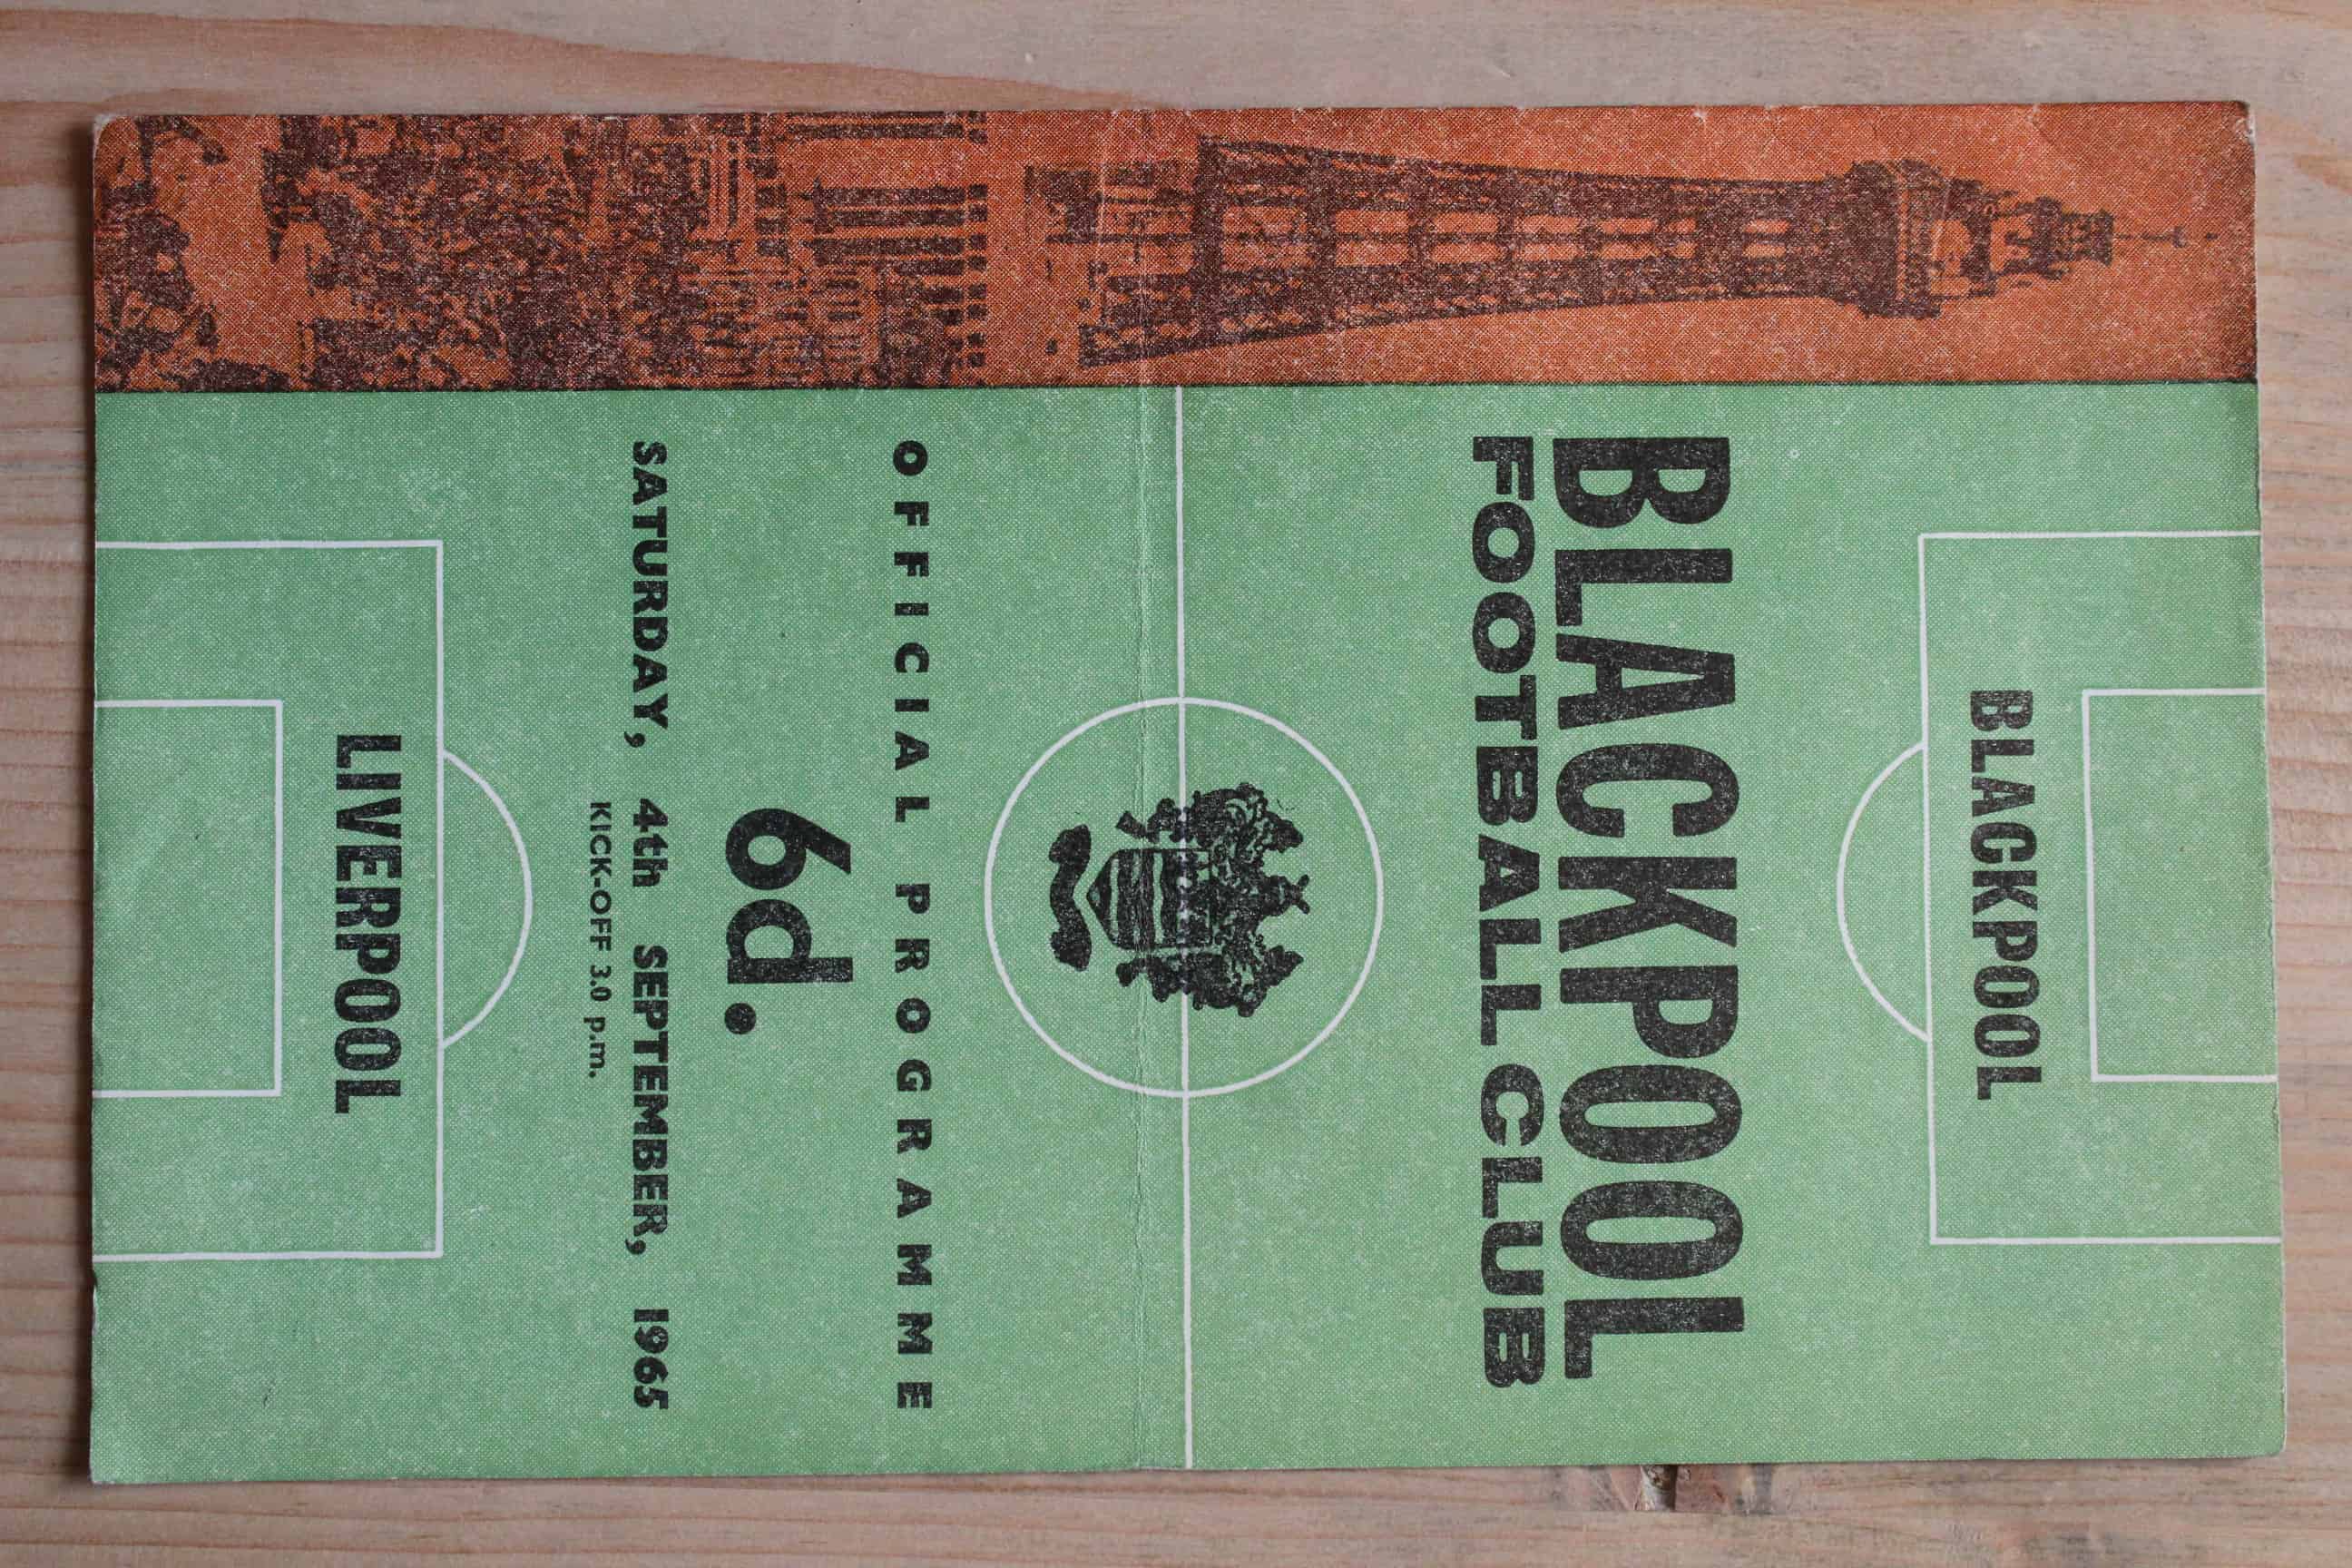 BLACKPOOL
BLACKPOOL
FOOTBALL CLUB
OFFICIAL PROGRAMME
6d.
SATURDAY, 4th SEPTEMBER, 1965
KICK-OFF 3.0 p.m.
LIVERPOOL